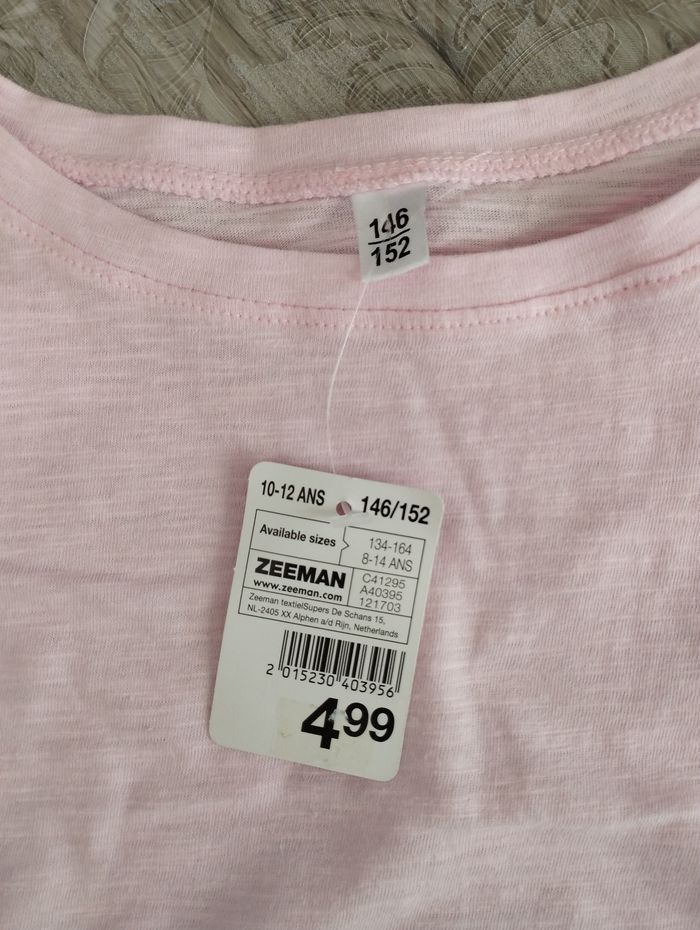 146
152
10-12 ANS 146/152
Available sizes 134-164
8-14 ANS
ZEEMAN
www.zeeman.com
C41295
A40395
121703
Zeeman textielSupers De Schans 15,
NL-2405 XX Alphen a/d Rijn, Netherlands
2 015230 403956
4.99